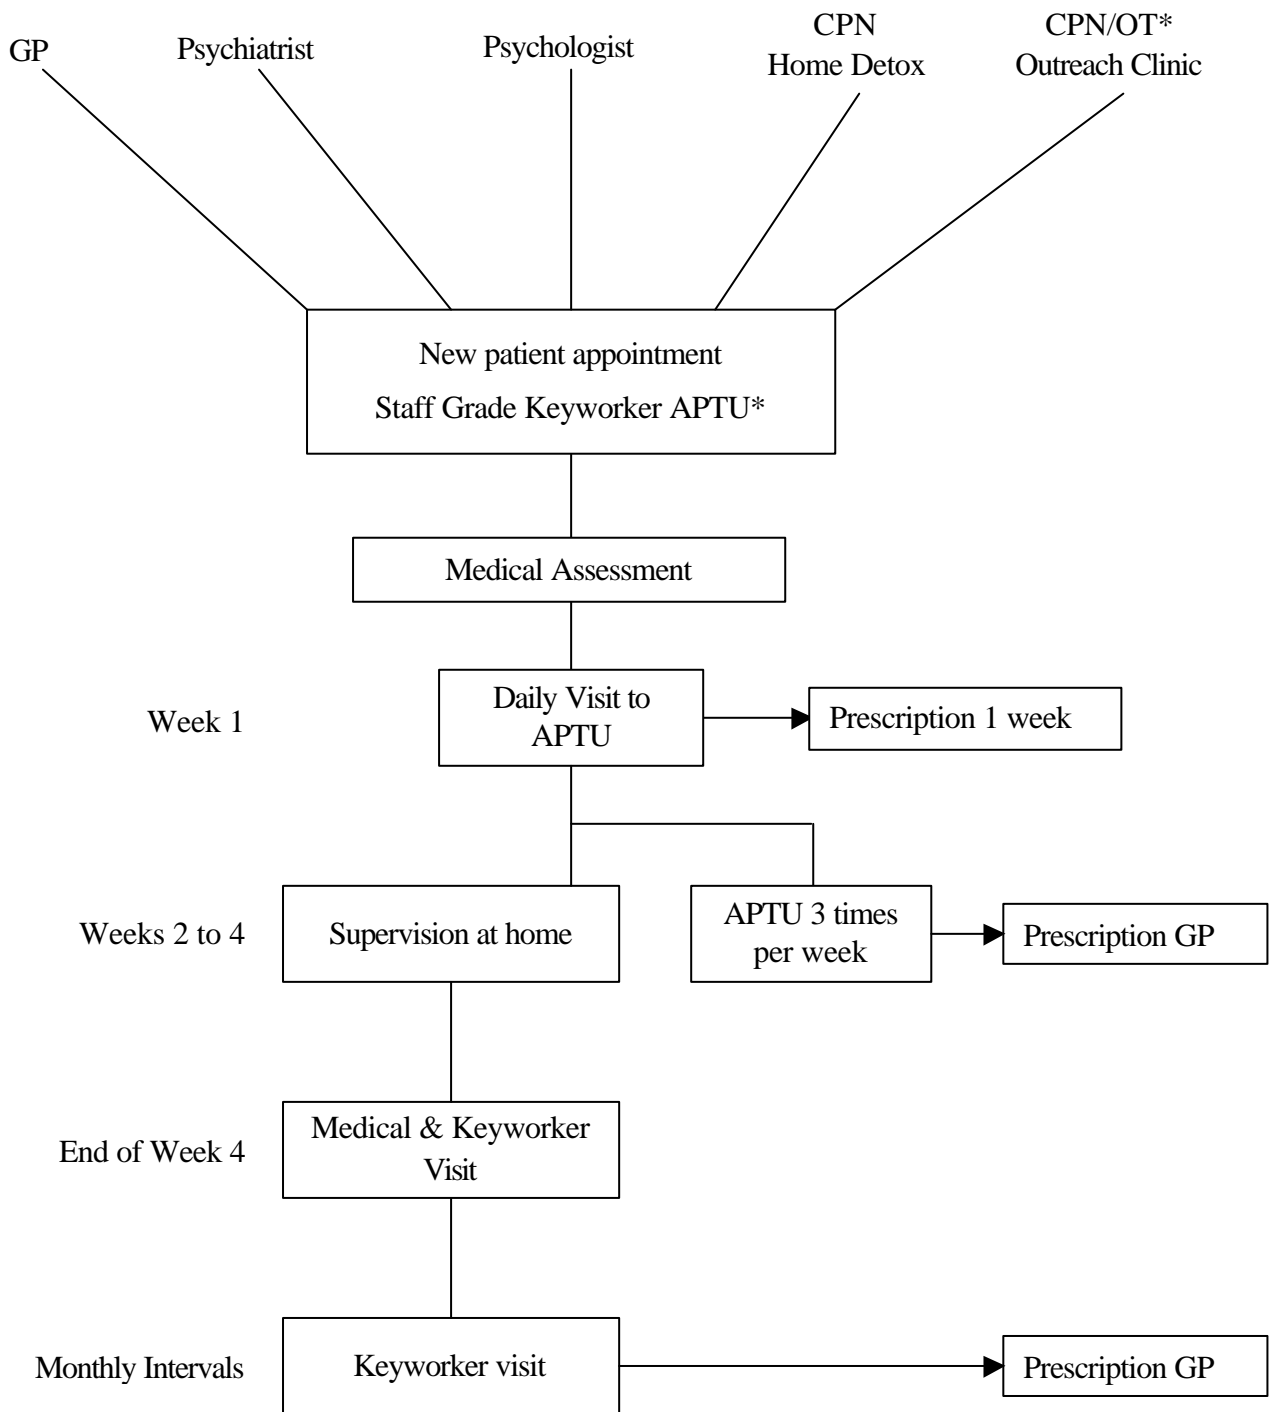 GP
Psychiatrist
Psychologist
CPN
Home Detox
CPN/OT*
Outreach Clinic
New patient appointment
Staff Grade Keyworker APTU*
Medical Assessment
Week 1
Daily Visit to
APTU
Prescription 1 week
Weeks 2 to 4
Supervision at home
APTU 3 times
per week
Prescription GP
End of Week 4
Medical & Keyworker
Visit
Monthly Intervals
Keyworker visit
Prescription GP